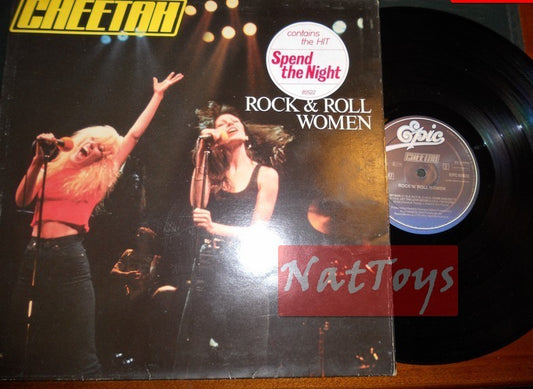 CHEETAH
contains
the HIT
Spend
the Night
ROCK & ROLL
WOMEN
Epic
CHEETAH
ROCK'N' ROLL WOMEN
NatToys